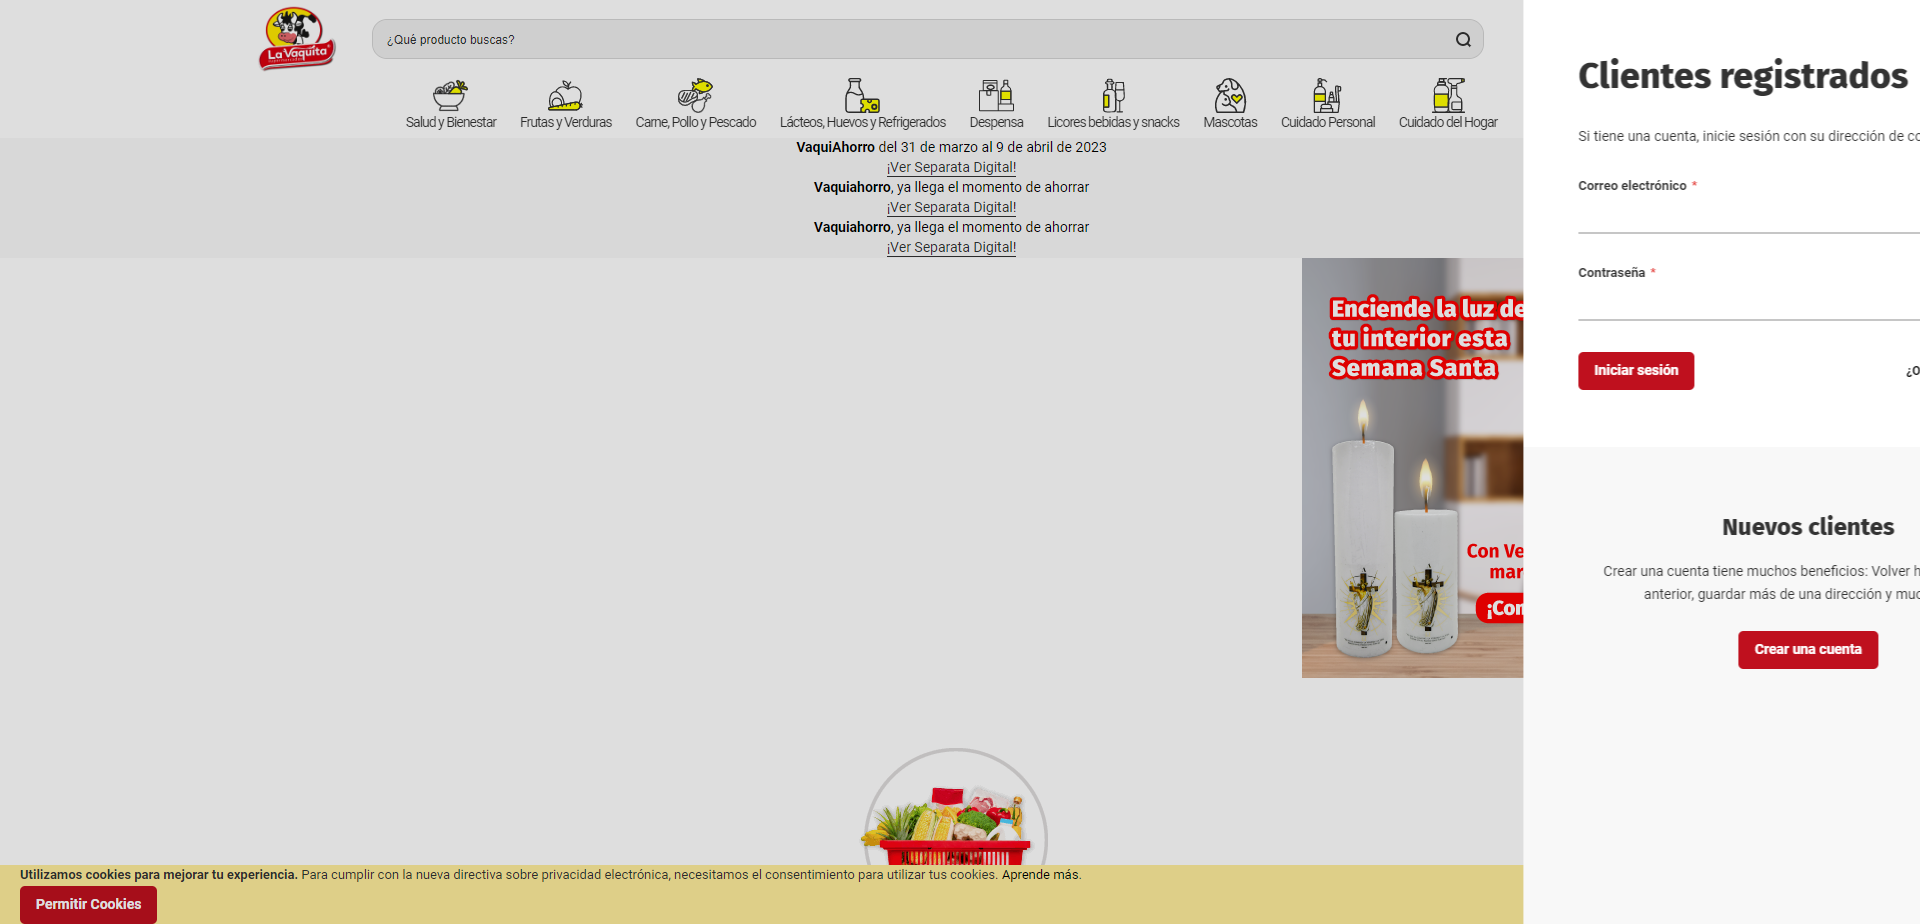 La Vaquita
¿Qué producto buscas?
Salud y Bienestar
Frutas y Verduras
Carne, Pollo y Pescado
Lácteos, Huevos y Refrigerados
Despensa
Licores bebidas y snacks
Mascotas
Cuidado Personal
Cuidado del Hogar
VaquiAhorro del 31 de marzo al 9 de abril de 2023
¡Ver Separata Digital!
Vaquiahorro, ya llega el momento de ahorrar
¡Ver Separata Digital!
Vaquiahorro, ya llega el momento de ahorrar
¡Ver Separata Digital!
Enciende la luz de
tu interior esta
Semana Santa
Con Ve
mar
¡Con
Clientes registrados
Si tiene una cuenta, inicie sesión con su dirección de co
Correo electrónico *
Contraseña *
Iniciar sesión
¿O
Nuevos clientes
Crear una cuenta tiene muchos beneficios: Volver h
anterior, guardar más de una dirección y muc
Crear una cuenta
Utilizamos cookies para mejorar tu experiencia. Para cumplir con la nueva directiva sobre privacidad electrónica, necesitamos el consentimiento para utilizar tus cookies. Aprende más.
Permitir Cookies